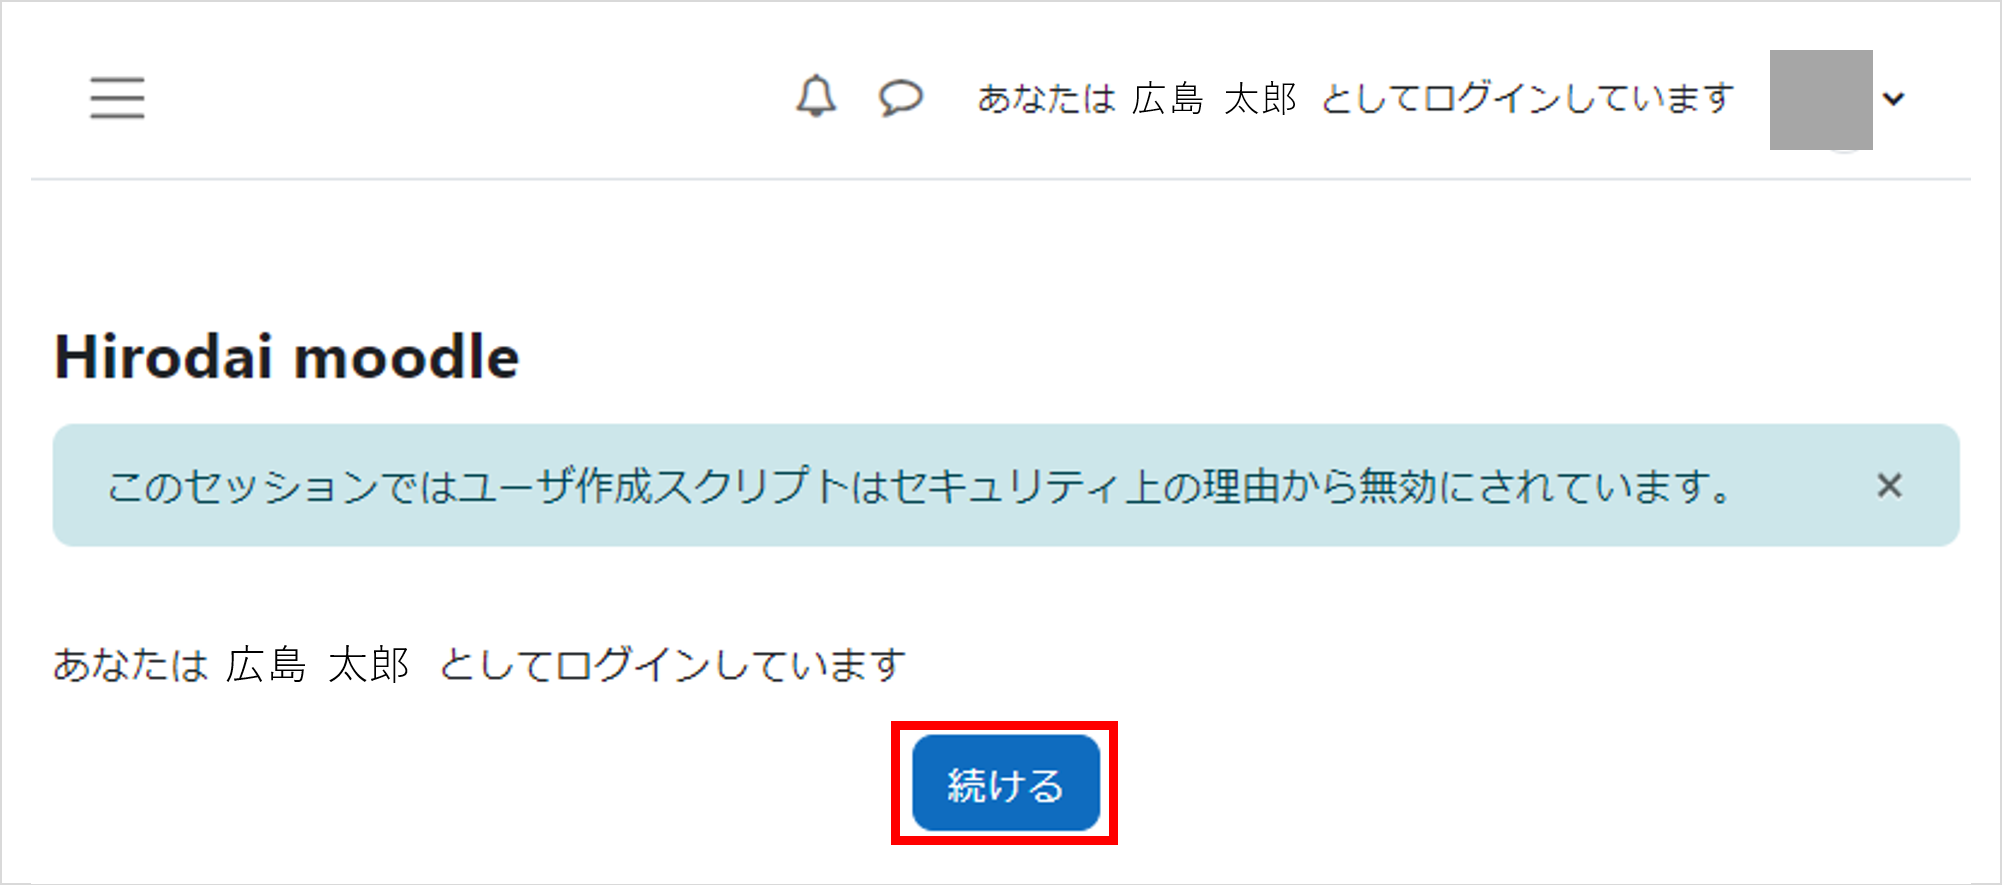 あなたは 広島 太郎 としてログインしています
Hirodai moodle
このセッションではユーザ作成スクリプトはセキュリティ上の理由から無効にされています。 ×
あなたは 広島 太郎 としてログインしています
続ける